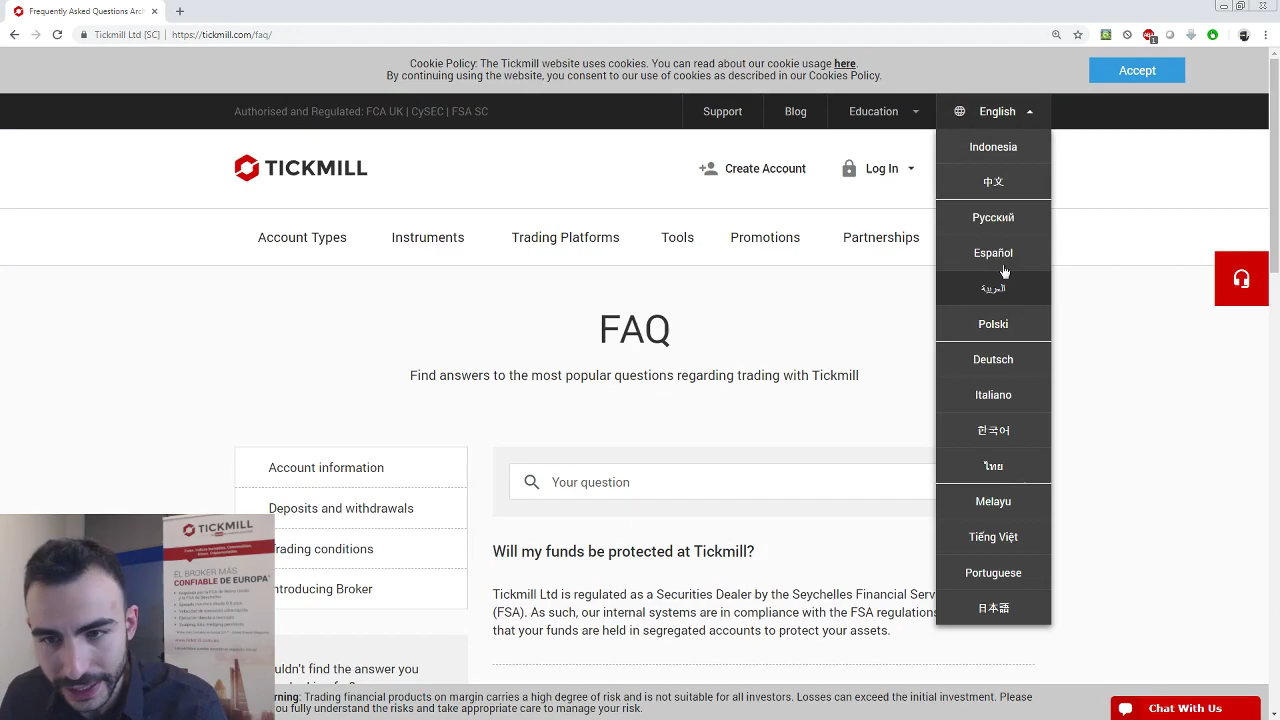 Frequently Asked Questions Arc
Tickmill Ltd [SC]
https://tickmill.com/faq/
Cookie Policy: The Tickmill website uses cookies. You can read about our cookie usage here.
By continuing using the website, you consent to our use of cookies as described in our Cookies Policy.
Accept
Authorised and Regulated: FCA UK | CySEC | FSA SC
Support
Blog
Education
English
TICKMILL
Create Account
Log In
Account Types
Instruments
Trading Platforms
Tools
Promotions
Partnerships
Indonesia
中文
Русский
Español
العربية
Polski
Deutsch
Italiano
한국어
ไทย
Melayu
Tiếng Việt
Portuguese
日本語
FAQ
Find answers to the most popular questions regarding trading with Tickmill
Account information
Deposits and withdrawals
rading conditions
ntroducing Broker
uldn't find the answer you
Your question
Will my funds be protected at Tickmill?
Tickmill Ltd is regulated as a Securities Dealer by the Seychelles Financial Serv
(FSA). As such, our internal systems are in compliance with the FSA regulations
that your funds are held in segregated accounts to protect your asse
TICKMILL
EL BROKER MÁS
CONFIABLE DE EUROPA
rning: Trading financial products on margin carries a high degree of risk and is not suitable for all investors. Losses can exceed the initial investment. Please
ou fully understand the risks and take appropriate care to manage your risk.
Chat With Us